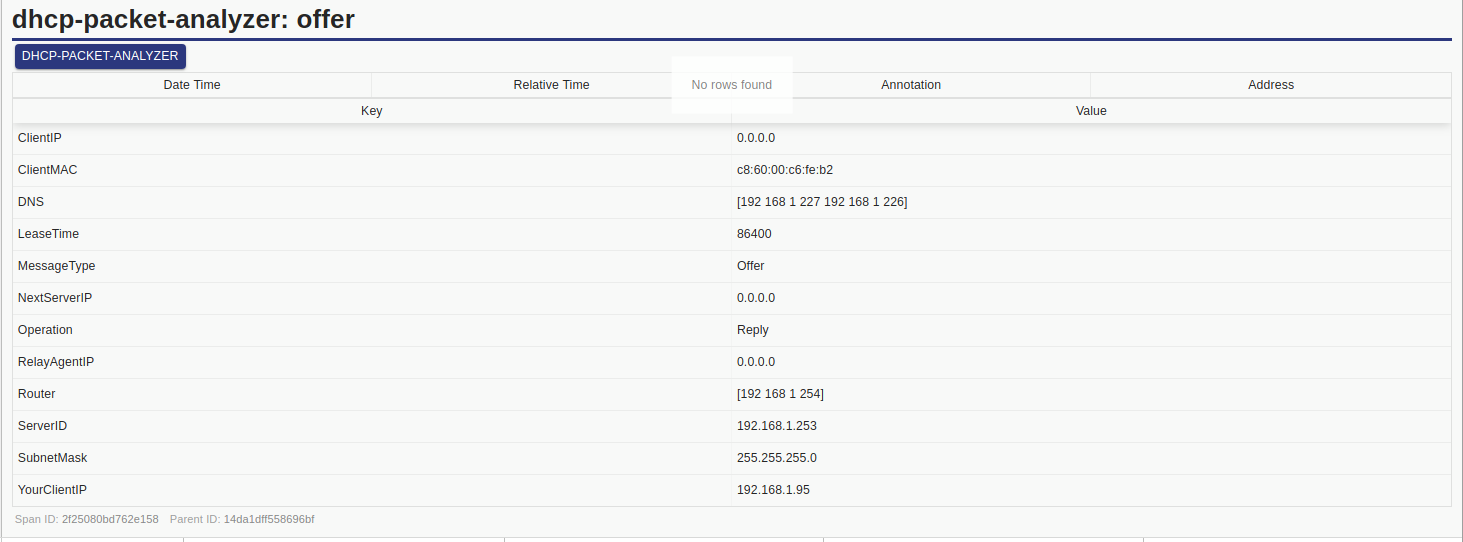 dhcp-packet-analyzer: offer
DHCP-PACKET-ANALYZER
Date Time Relative Time Annotation Address
No rows found
Key Value
ClientIP 0.0.0.0
ClientMAC c8:60:00:c6:fe:b2
DNS [192 168 1 227 192 168 1 226]
LeaseTime 86400
MessageType Offer
NextServerIP 0.0.0.0
Operation Reply
RelayAgentIP 0.0.0.0
Router [192 168 1 254]
ServerID 192.168.1.253
SubnetMask 255.255.255.0
YourClientIP 192.168.1.95
Span ID: 2f25080bd762e158 Parent ID: 14da1dff558696bf